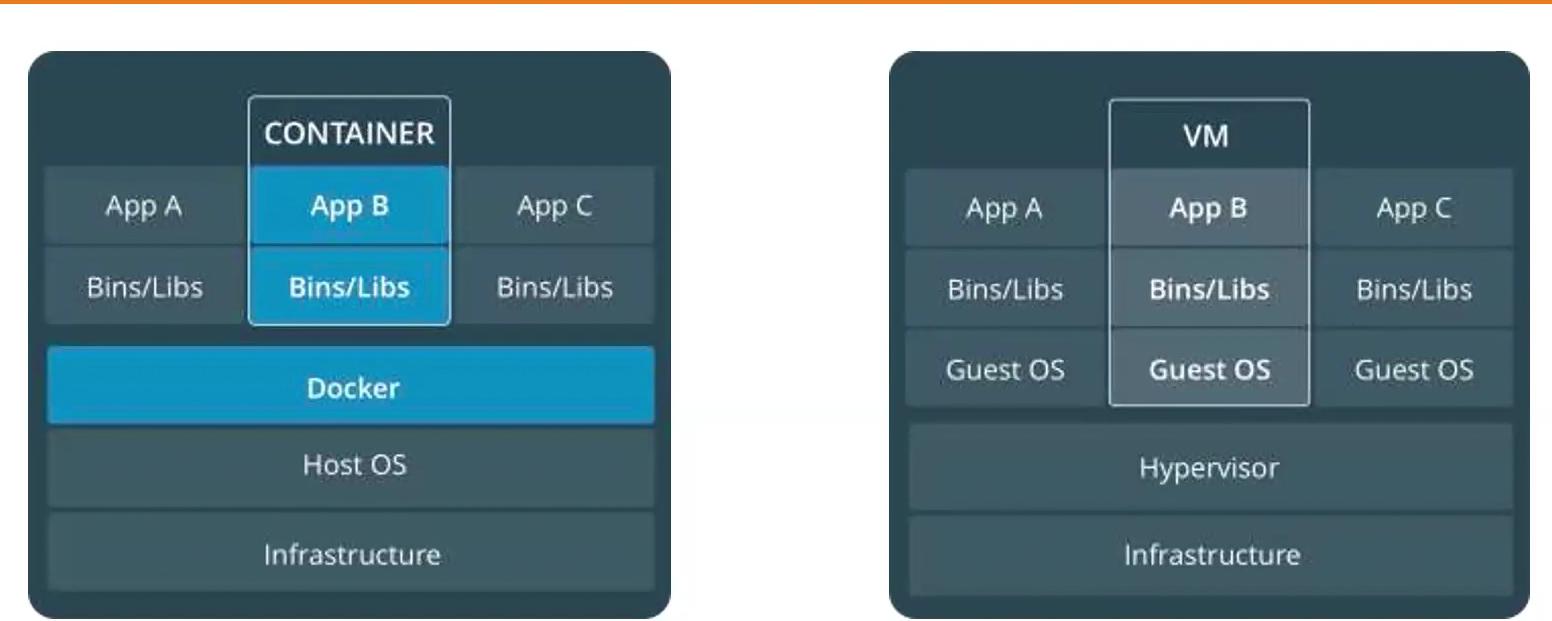 CONTAINER
App A App B App C
Bins/Libs Bins/Libs Bins/Libs
Docker
Host OS
Infrastructure
VM
App A App B App C
Bins/Libs Bins/Libs Bins/Libs
Guest OS Guest OS Guest OS
Hypervisor
Infrastructure